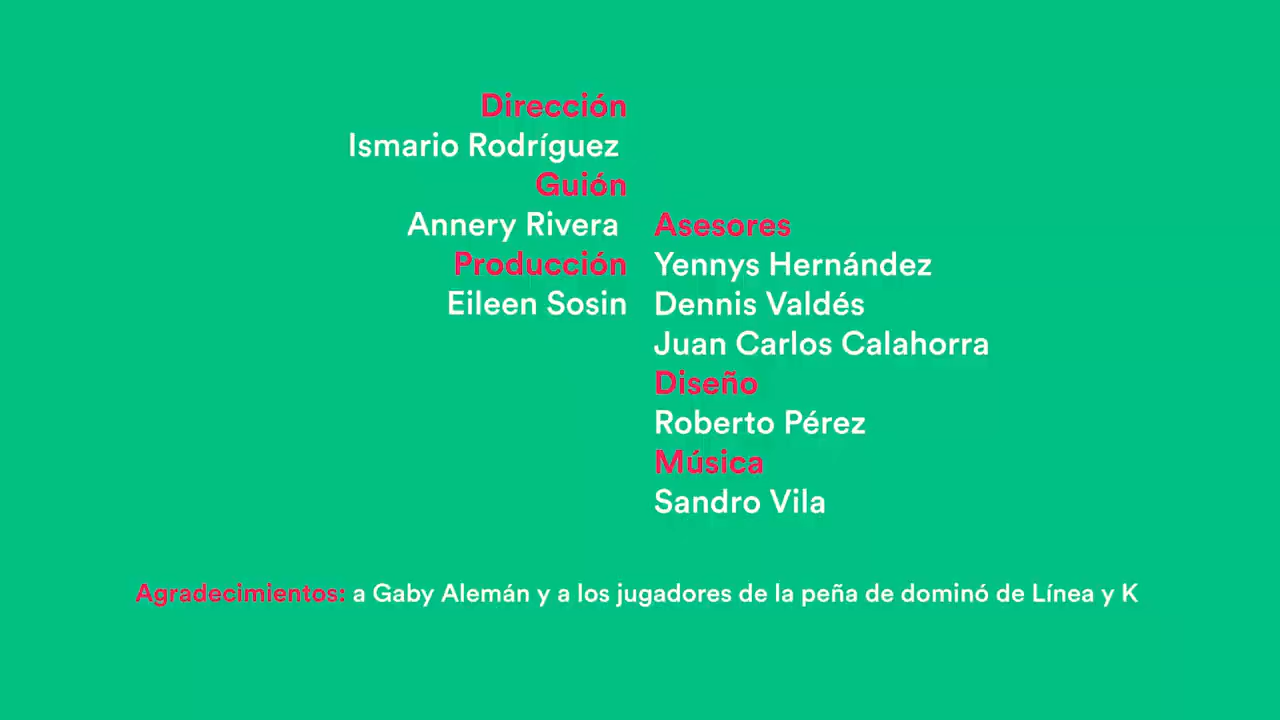 Dirección
Ismario Rodríguez
Guión
Annery Rivera
Producción
Eileen Sosin
Asesores
Yennys Hernández
Dennis Valdés
Juan Carlos Calahorra
Diseño
Roberto Pérez
Música
Sandro Vila
Agradecimientos: a Gaby Alemán y a los jugadores de la peña de dominó de Línea y K